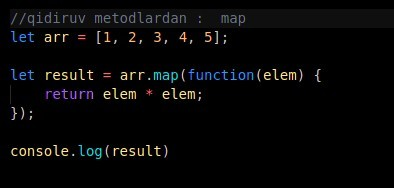 //qidiruv metodlardan :  map
let arr = [1, 2, 3, 4, 5];

let result = arr.map(function(elem) {
    return elem * elem;
});

console.log(result)